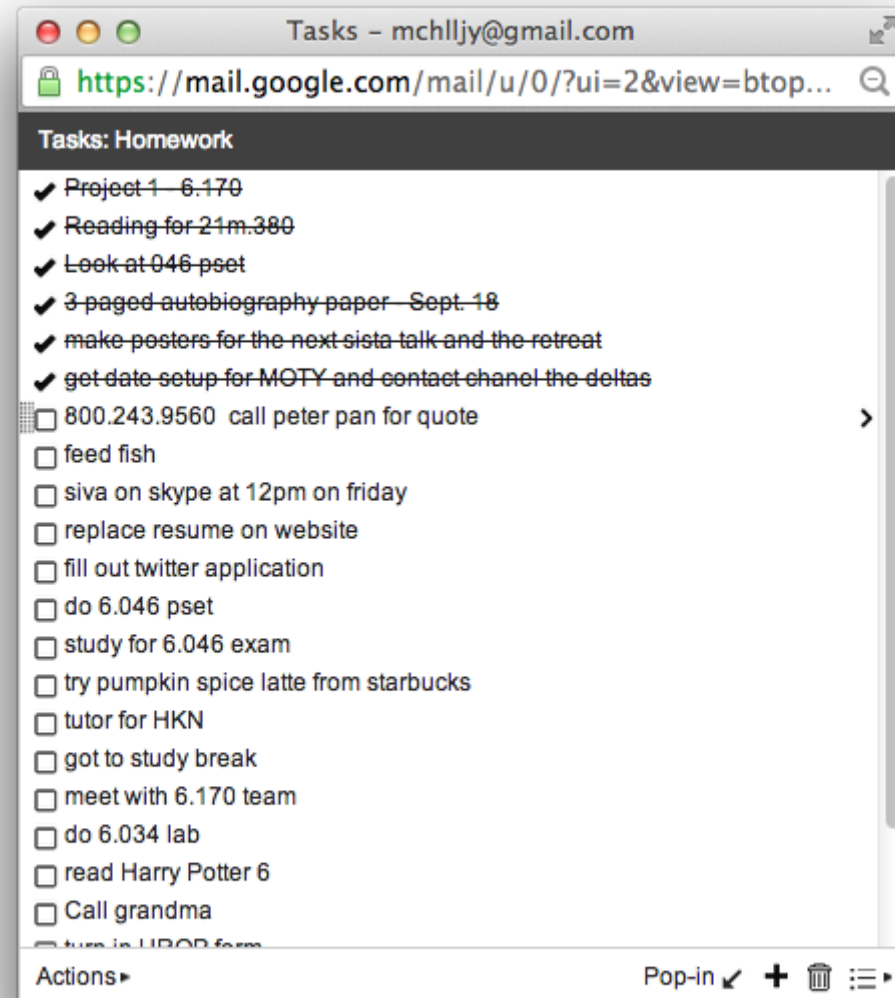 Tasks – mchlljy@gmail.com
https://mail.google.com/mail/u/0/?ui=2&view=btop...
Tasks: Homework
Project 1 - 6.170
Reading for 21m.380
Look at 046 pset
3 paged autobiography paper - Sept. 18
make posters for the next sista talk and the retreat
get date setup for MOTY and contact chanel the deltas
800.243.9560  call peter pan for quote
feed fish
siva on skype at 12pm on friday
replace resume on website
fill out twitter application
do 6.046 pset
study for 6.046 exam
try pumpkin spice latte from starbucks
tutor for HKN
got to study break
meet with 6.170 team
do 6.034 lab
read Harry Potter 6
Call grandma
turn in UROP form
Actions Pop-in